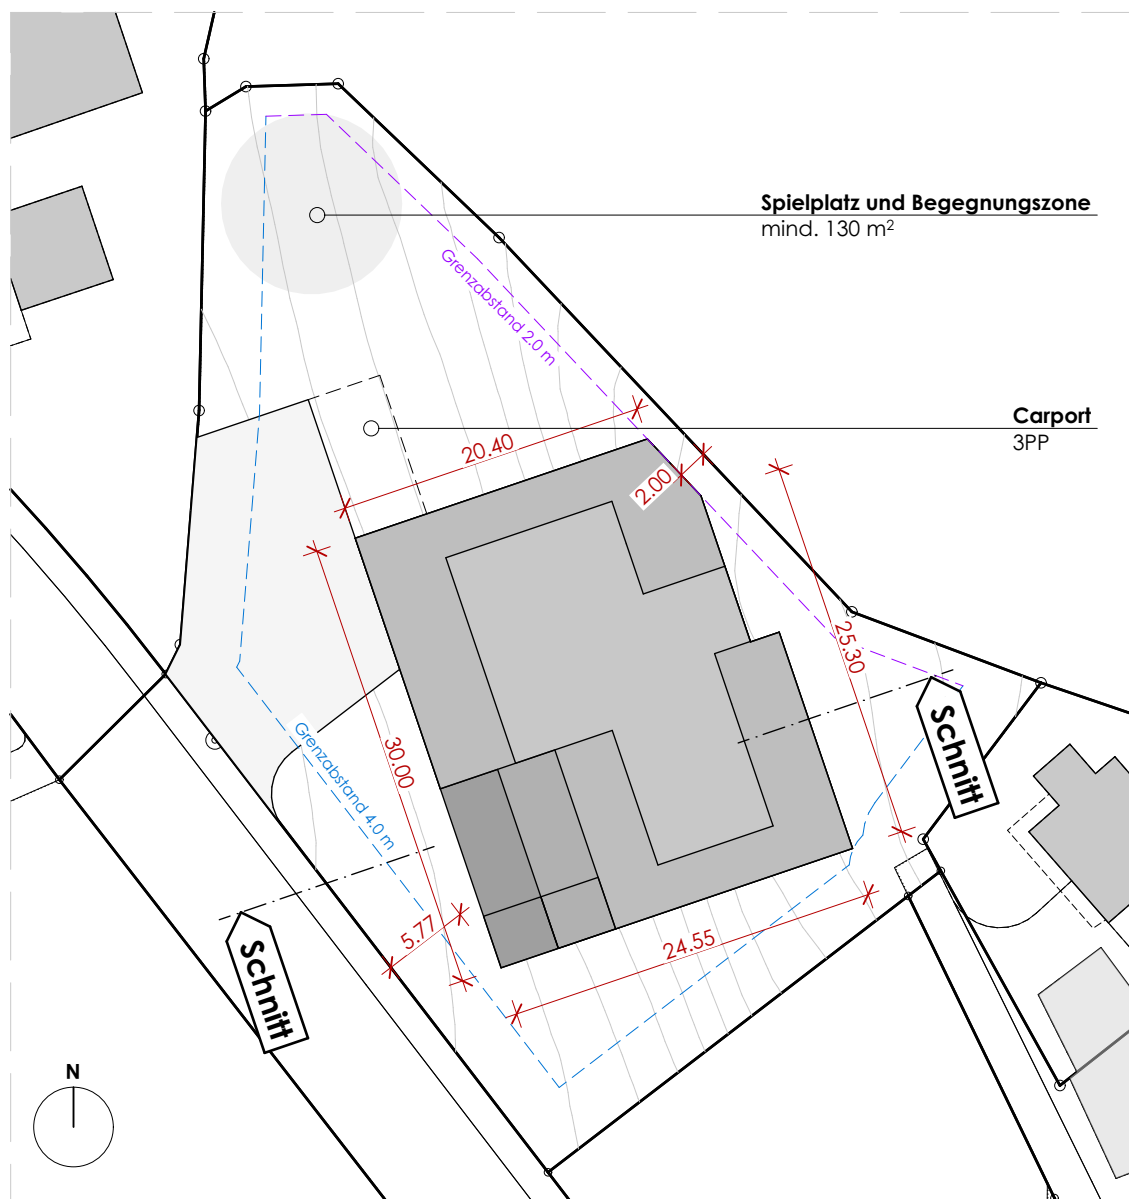 Spielplatz und Begegnungszone
mind. 130 m²
Grenzabstand 2.0 m
Carport
3PP
20.40
2.00
25.30
30.00
Grenzabstand 4.0 m
Schnitt
5.77
24.55
Schnitt
N